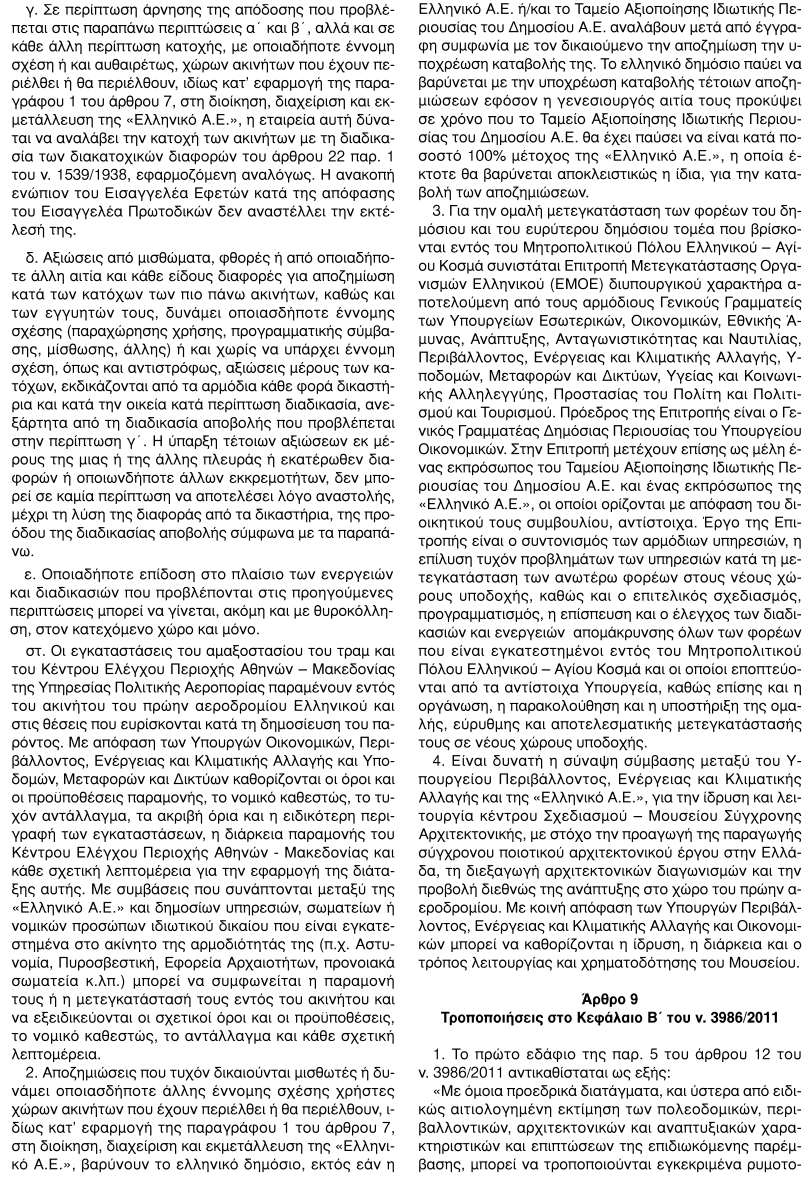 γ. Σε περίπτωση άρνησης της απόδοσης που προβλέ-
πεται στις παραπάνω περιπτώσεις α΄ και β΄, αλλά και σε
κάθε άλλη περίπτωση κατοχής, με οποιαδήποτε έννομη
σχέση ή και αυθαιρέτως, χώρων ακινήτων που έχουν πε-
ριέλθει ή θα περιέλθουν, ιδίως κατ' εφαρμογή της παρα-
γράφου 1 του άρθρου 7, στη διοίκηση, διαχείριση και εκ-
μετάλλευση της «Ελληνικό Α.Ε.», η εταιρεία αυτή δύνα-
ται να αναλάβει την κατοχή των ακινήτων με τη διαδικα-
σία των διακατοχικών διαφορών του άρθρου 22 παρ. 1
του ν. 1539/1938, εφαρμοζόμενη αναλόγως. Η ανακοπή
ενώπιον του Εισαγγελέα Εφετών κατά της απόφασης
του Εισαγγελέα Πρωτοδικών δεν αναστέλλει την εκτέ-
λεσή της.
δ. Αξιώσεις από μισθώματα, φθορές ή από οποιαδήπο-
τε άλλη αιτία και κάθε είδους διαφορές για αποζημίωση
κατά των κατόχων των πιο πάνω ακινήτων, καθώς και
των εγγυητών τους, δυνάμει οποιασδήποτε έννομης
σχέσης (παραχώρησης χρήσης, προγραμματικής σύμβα-
σης, μίσθωσης, άλλης) ή και χωρίς να υπάρχει έννομη
σχέση, όπως και αντιστρόφως, αξιώσεις μέρους των κα-
τόχων, εκδικάζονται από τα αρμόδια κάθε φορά δικαστή-
ρια και κατά την οικεία κατά περίπτωση διαδικασία, ανε-
ξάρτητα από τη διαδικασία αποβολής που προβλέπεται
στην περίπτωση γ΄. Η ύπαρξη τέτοιων αξιώσεων εκ μέ-
ρους της μιας ή της άλλης πλευράς ή εκατέρωθεν δια-
φορών ή οποιωνδήποτε άλλων εκκρεμοτήτων, δεν μπο-
ρεί σε καμία περίπτωση να αποτελέσει λόγο αναστολής,
μέχρι τη λύση της διαφοράς από τα δικαστήρια, της προ-
όδου της διαδικασίας αποβολής σύμφωνα με τα παραπά-
νω.
ε. Οποιαδήποτε επίδοση στο πλαίσιο των ενεργειών
και διαδικασιών που προβλέπονται στις προηγούμενες
περιπτώσεις μπορεί να γίνεται, ακόμη και με θυροκόλλη-
ση, στον κατεχόμενο χώρο και μόνο.
στ. Οι εγκαταστάσεις του αμαξοστασίου του τραμ και
του Κέντρου Ελέγχου Περιοχής Αθηνών – Μακεδονίας
της Υπηρεσίας Πολιτικής Αεροπορίας παραμένουν εντός
του ακινήτου του πρώην αεροδρομίου Ελληνικού και
στις θέσεις που ευρίσκονται κατά τη δημοσίευση του πα-
ρόντος. Με απόφαση των Υπουργών Οικονομικών, Περι-
βάλλοντος, Ενέργειας και Κλιματικής Αλλαγής και Υπο-
δομών, Μεταφορών και Δικτύων καθορίζονται οι όροι και
οι προϋποθέσεις παραμονής, το νομικό καθεστώς, το τυ-
χόν αντάλλαγμα, τα ακριβή όρια και η ειδικότερη περι-
γραφή των εγκαταστάσεων, η διάρκεια παραμονής του
Κέντρου Ελέγχου Περιοχής Αθηνών - Μακεδονίας και
κάθε σχετική λεπτομέρεια για την εφαρμογή της διάτα-
ξης αυτής. Με συμβάσεις που συνάπτονται μεταξύ της
«Ελληνικό Α.Ε.» και δημοσίων υπηρεσιών, σωματείων ή
νομικών προσώπων ιδιωτικού δικαίου που είναι εγκατε-
στημένα στο ακίνητο της αρμοδιότητάς της (π.χ. Αστυ-
νομία, Πυροσβεστική, Εφορεία Αρχαιοτήτων, προνοιακά
σωματεία κ.λπ.) μπορεί να συμφωνείται η παραμονή
τους ή η μετεγκατάστασή τους εντός του ακινήτου και
να εξειδικεύονται οι σχετικοί όροι και οι προϋποθέσεις,
το νομικό καθεστώς, το αντάλλαγμα και κάθε σχετική
λεπτομέρεια.
2. Αποζημιώσεις που τυχόν δικαιούνται μισθωτές ή δυ-
νάμει οποιασδήποτε άλλης έννομης σχέσης χρήστες
χώρων ακινήτων που έχουν περιέλθει ή θα περιέλθουν, ι-
δίως κατ' εφαρμογή της παραγράφου 1 του άρθρου 7,
στη διοίκηση, διαχείριση και εκμετάλλευση της «Ελληνι-
κό Α.Ε.», βαρύνουν το ελληνικό δημόσιο, εκτός εάν η
Ελληνικό Α.Ε. ή/και το Ταμείο Αξιοποίησης Ιδιωτικής Πε-
ριουσίας του Δημοσίου Α.Ε. αναλάβουν μετά από έγγρα-
φη συμφωνία με τον δικαιούμενο την αποζημίωση την υ-
ποχρέωση καταβολής της. Το ελληνικό δημόσιο παύει να
βαρύνεται με την υποχρέωση καταβολής τέτοιων αποζη-
μιώσεων εφόσον η γενεσιουργός αιτία τους προκύψει
σε χρόνο που το Ταμείο Αξιοποίησης Ιδιωτικής Περιου-
σίας του Δημοσίου Α.Ε. θα έχει παύσει να είναι κατά πο-
σοστό 100% μέτοχος της «Ελληνικό Α.Ε.», η οποία έ-
κτοτε θα βαρύνεται αποκλειστικώς η ίδια, για την κατα-
βολή των αποζημιώσεων.
3. Για την ομαλή μετεγκατάσταση των φορέων του δη-
μόσιου και του ευρύτερου δημόσιου τομέα που βρίσκο-
νται εντός του Μητροπολιτικού Πόλου Ελληνικού – Αγί-
ου Κοσμά συνιστάται Επιτροπή Μετεγκατάστασης Οργα-
νισμών Ελληνικού (ΕΜΟΕ) διυπουργικού χαρακτήρα α-
ποτελούμενη από τους αρμόδιους Γενικούς Γραμματείς
των Υπουργείων Εσωτερικών, Οικονομικών, Εθνικής Ά-
μυνας, Ανάπτυξης, Ανταγωνιστικότητας και Ναυτιλίας,
Περιβάλλοντος, Ενέργειας και Κλιματικής Αλλαγής, Υ-
ποδομών, Μεταφορών και Δικτύων, Υγείας και Κοινωνι-
κής Αλληλεγγύης, Προστασίας του Πολίτη και Πολιτι-
σμού και Τουρισμού. Πρόεδρος της Επιτροπής είναι ο Γε-
νικός Γραμματέας Δημόσιας Περιουσίας του Υπουργείου
Οικονομικών. Στην Επιτροπή μετέχουν επίσης ως μέλη έ-
νας εκπρόσωπος του Ταμείου Αξιοποίησης Ιδιωτικής Πε-
ριουσίας του Δημοσίου Α.Ε. και ένας εκπρόσωπος της
«Ελληνικό Α.Ε.», οι οποίοι ορίζονται με απόφαση του δι-
οικητικού τους συμβουλίου, αντίστοιχα. Έργο της Επι-
τροπής είναι ο συντονισμός των αρμόδιων υπηρεσιών, η
επίλυση τυχόν προβλημάτων των υπηρεσιών κατά τη με-
τεγκατάσταση των ανωτέρω φορέων στους νέους χώ-
ρους υποδοχής, καθώς και ο επιτελικός σχεδιασμός,
προγραμματισμός, η επίσπευση και ο έλεγχος των διαδι-
κασιών και ενεργειών απομάκρυνσης όλων των φορέων
που είναι εγκατεστημένοι εντός του Μητροπολιτικού
Πόλου Ελληνικού – Αγίου Κοσμά και οι οποίοι εποπτεύο-
νται από τα αντίστοιχα Υπουργεία, καθώς επίσης και η
οργάνωση, η παρακολούθηση και η υποστήριξη της ομα-
λής, εύρυθμης και αποτελεσματικής μετεγκατάστασής
τους σε νέους χώρους υποδοχής.
4. Είναι δυνατή η σύναψη σύμβασης μεταξύ του Υ-
πουργείου Περιβάλλοντος, Ενέργειας και Κλιματικής
Αλλαγής και της «Ελληνικό Α.Ε.», για την ίδρυση και λει-
τουργία κέντρου Σχεδιασμού – Μουσείου Σύγχρονης
Αρχιτεκτονικής, με στόχο την προαγωγή της παραγωγής
σύγχρονου ποιοτικού αρχιτεκτονικού έργου στην Ελλά-
δα, τη διεξαγωγή αρχιτεκτονικών διαγωνισμών και την
προβολή διεθνώς της ανάπτυξης στο χώρο του πρώην α-
εροδρομίου. Με κοινή απόφαση των Υπουργών Περιβάλ-
λοντος, Ενέργειας και Κλιματικής Αλλαγής και Οικονομι-
κών μπορεί να καθορίζονται η ίδρυση, η διάρκεια και ο
τρόπος λειτουργίας και χρηματοδότησης του Μουσείου.
Άρθρο 9
Τροποποιήσεις στο Κεφάλαιο Β΄ του ν. 3986/2011
1. Το πρώτο εδάφιο της παρ. 5 του άρθρου 12 του
ν. 3986/2011 αντικαθίσταται ως εξής:
«Με όμοια προεδρικά διατάγματα, και ύστερα από ειδι-
κώς αιτιολογημένη εκτίμηση των πολεοδομικών, περι-
βαλλοντικών, αρχιτεκτονικών και αναπτυξιακών χαρα-
κτηριστικών και επιπτώσεων της επιδιωκόμενης παρέμ-
βασης, μπορεί να τροποποιούνται εγκεκριμένα ρυμοτο-